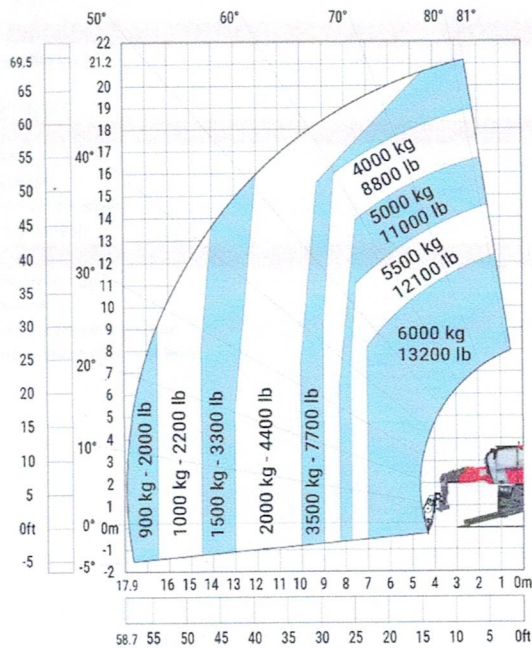 50° 60° 70° 80° 81°
22
69.5 21.2
20
65 19
60 18
17
55 40° 16
50 15
14
45 13
40 30° 12
11
35 10
30 9
8
25 20° 7
20 6
5
15 4
10 10° 3
2
5 1
0ft 0° 0m
-1
-5 -5° -2
4000 kg
8800 lb
5000 kg
11000 lb
5500 kg
12100 lb
6000 kg
13200 lb
900 kg - 2000 lb
1000 kg - 2200 lb
1500 kg - 3300 lb
2000 kg - 4400 lb
3500 kg - 7700 lb
17.9 16 15 14 13 12 11 10 9 8 7 6 5 4 3 2 1 0m
58.7 55 50 45 40 35 30 25 20 15 10 5 0ft